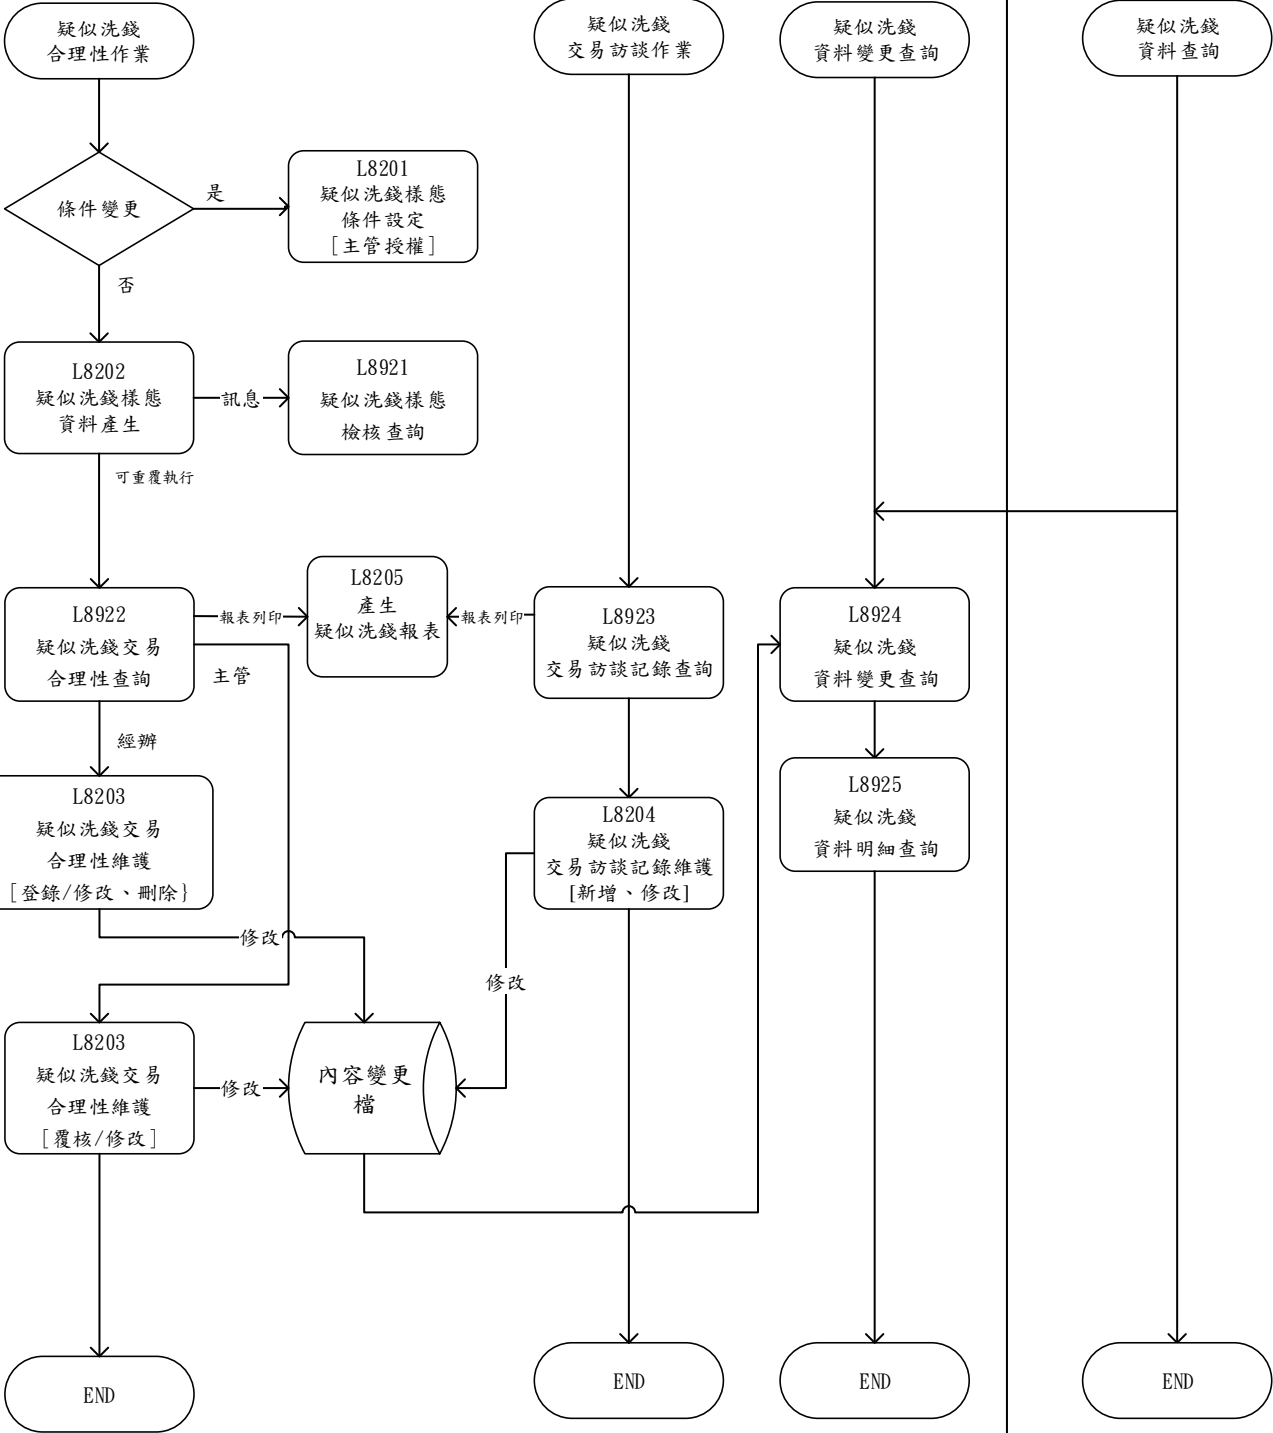 疑似洗錢
合理性作業
疑似洗錢
交易訪談作業
疑似洗錢
資料變更查詢
疑似洗錢
資料查詢
條件變更
是
否
L8201
疑似洗錢樣態
條件設定
[主管授權]
L8202
疑似洗錢樣態
資料產生
訊息
L8921
疑似洗錢樣態
檢核查詢
可重覆執行
L8922
疑似洗錢交易
合理性查詢
報表列印
L8205
產生
疑似洗錢報表
報表列印
L8923
疑似洗錢
交易訪談記錄查詢
L8924
疑似洗錢
資料變更查詢
主管
經辦
L8203
疑似洗錢交易
合理性維護
[登錄/修改、刪除}
L8204
疑似洗錢
交易訪談記錄維護
[新增、修改]
L8925
疑似洗錢
資料明細查詢
修改
修改
L8203
疑似洗錢交易
合理性維護
[覆核/修改]
修改
內容變更
檔
END
END
END
END